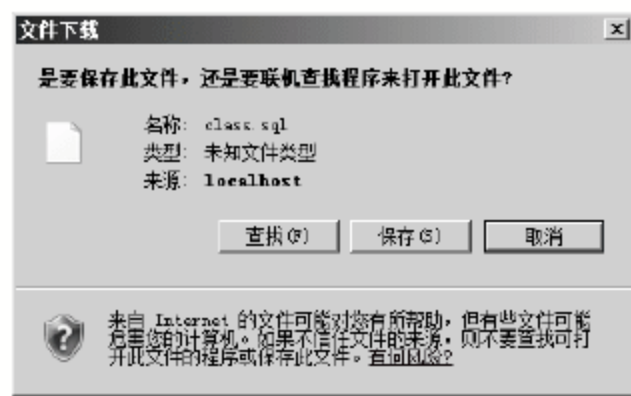 文件下载
是要保存此文件，还是要联机查找程序来打开此文件?
名称: class.sql
类型: 未知文件类型
来源: localhost
查找(F) 保存(S) 取消
来自 Internet 的文件可能对您有所帮助，但有些文件可能
危害您的计算机。如果不信任文件的来源，则不要查找可打
开此文件的程序或保存此文件。有何风险?